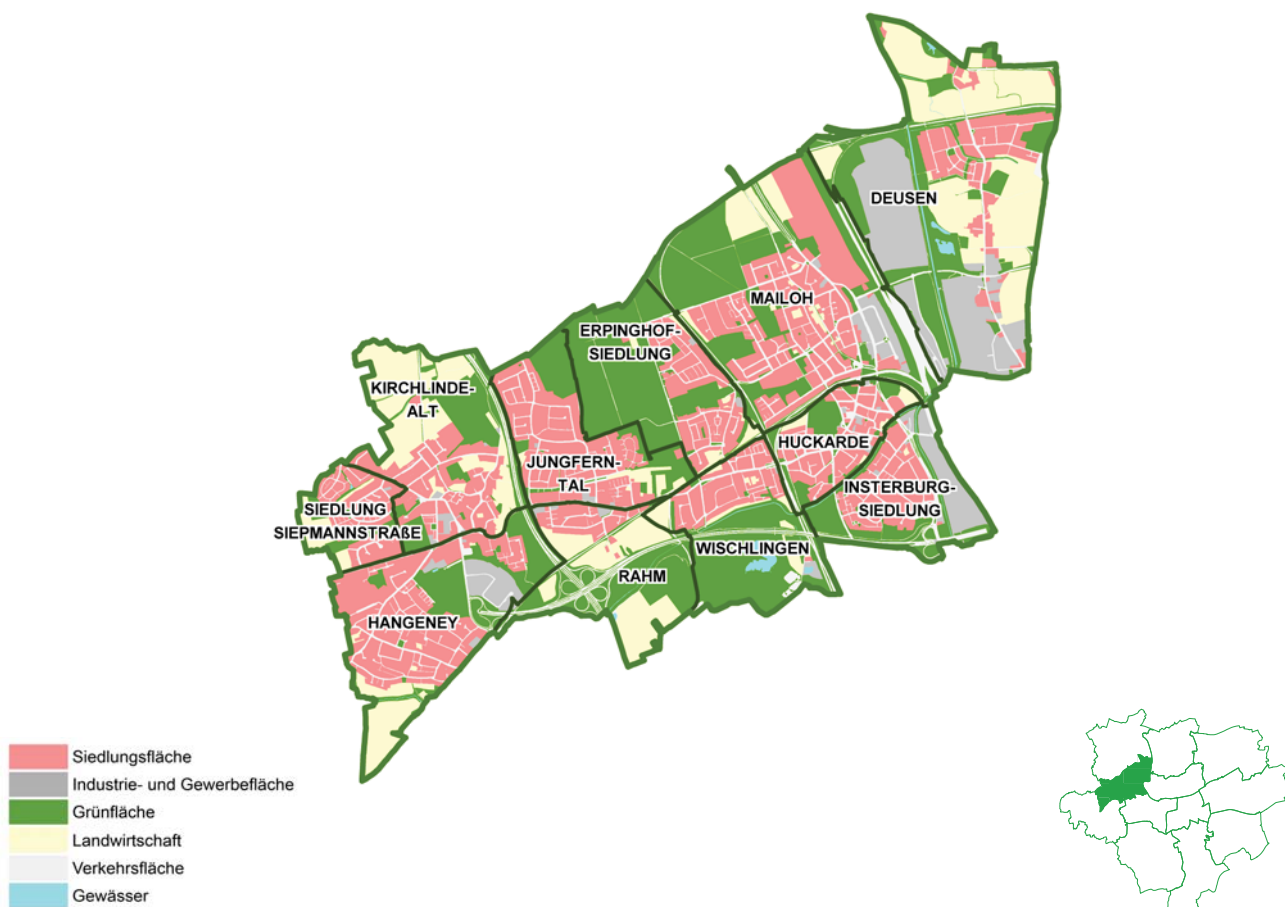 DEUSEN
MAILOH
ERPINGHOF-
SIEDLUNG
KIRCHLINDE-
ALT
HUCKARDE
JUNGFERN-
TAL
INSTERBURG-
SIEDLUNG
SIEDLUNG
SIEPMANNSTRAßE
WISCHLINGEN
RAHM
HANGENEY
Siedlungsfläche
Industrie- und Gewerbefläche
Grünfläche
Landwirtschaft
Verkehrsfläche
Gewässer